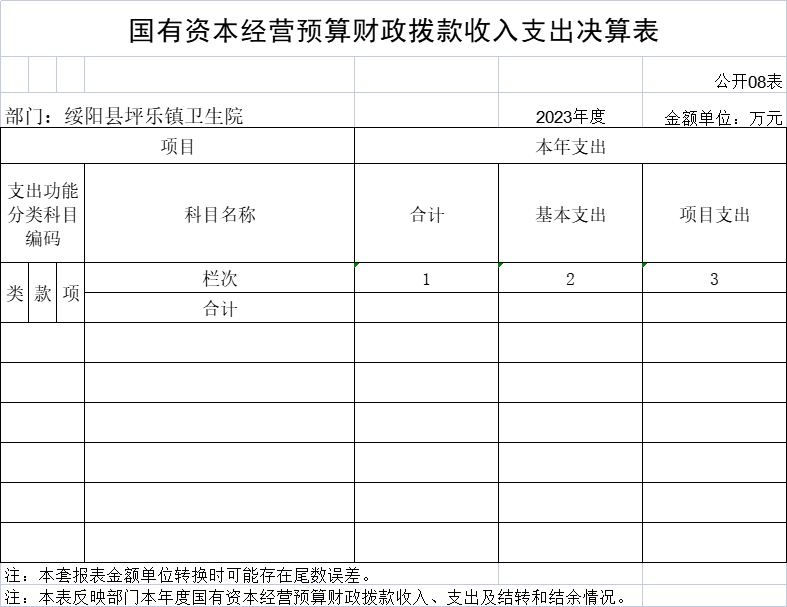 国有资本经营预算财政拨款收入支出决算表
公开08表
部门：绥阳县坪乐镇卫生院 2023年度 金额单位：万元
项目 本年支出
支出功能
分类科目
编码
科目名称 合计 基本支出 项目支出
类 款 项
栏次 1 2 3
合计
注：本套报表金额单位转换时可能存在尾数误差。
注：本表反映部门本年度国有资本经营预算财政拨款收入、支出及结转和结余情况。